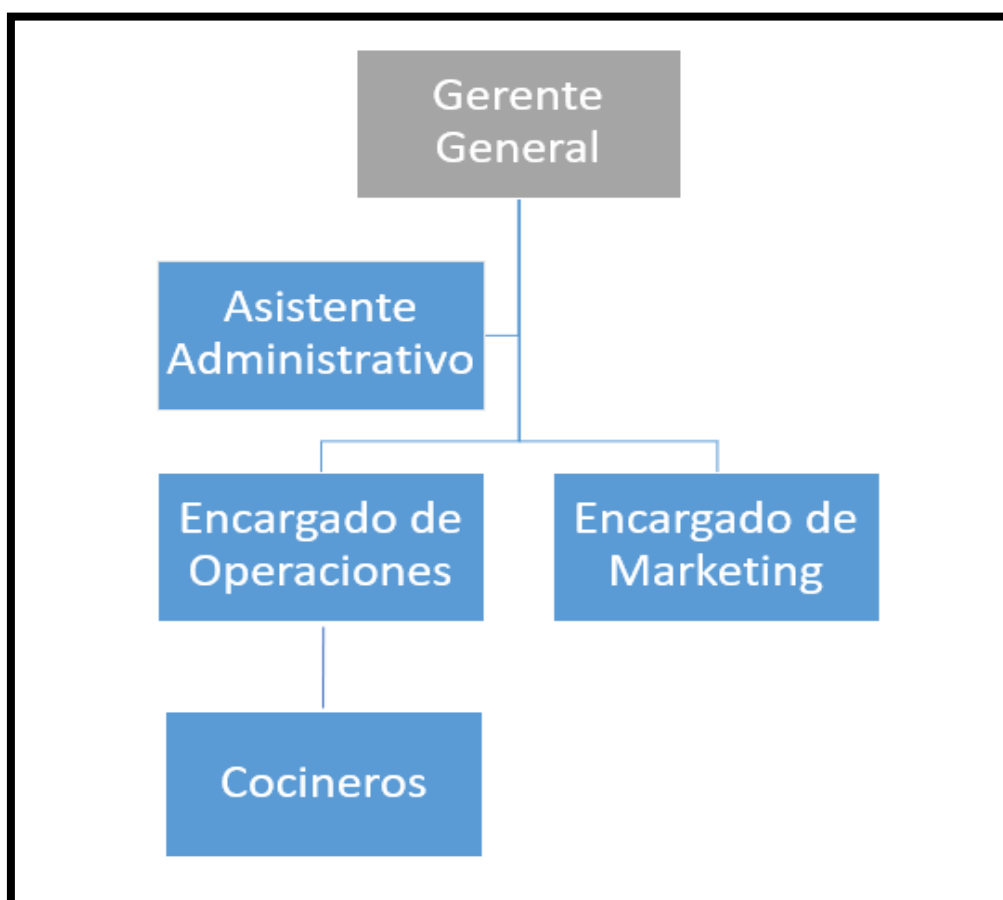 Gerente
General
Asistente
Administrativo
Encargado de
Operaciones
Encargado de
Marketing
Cocineros